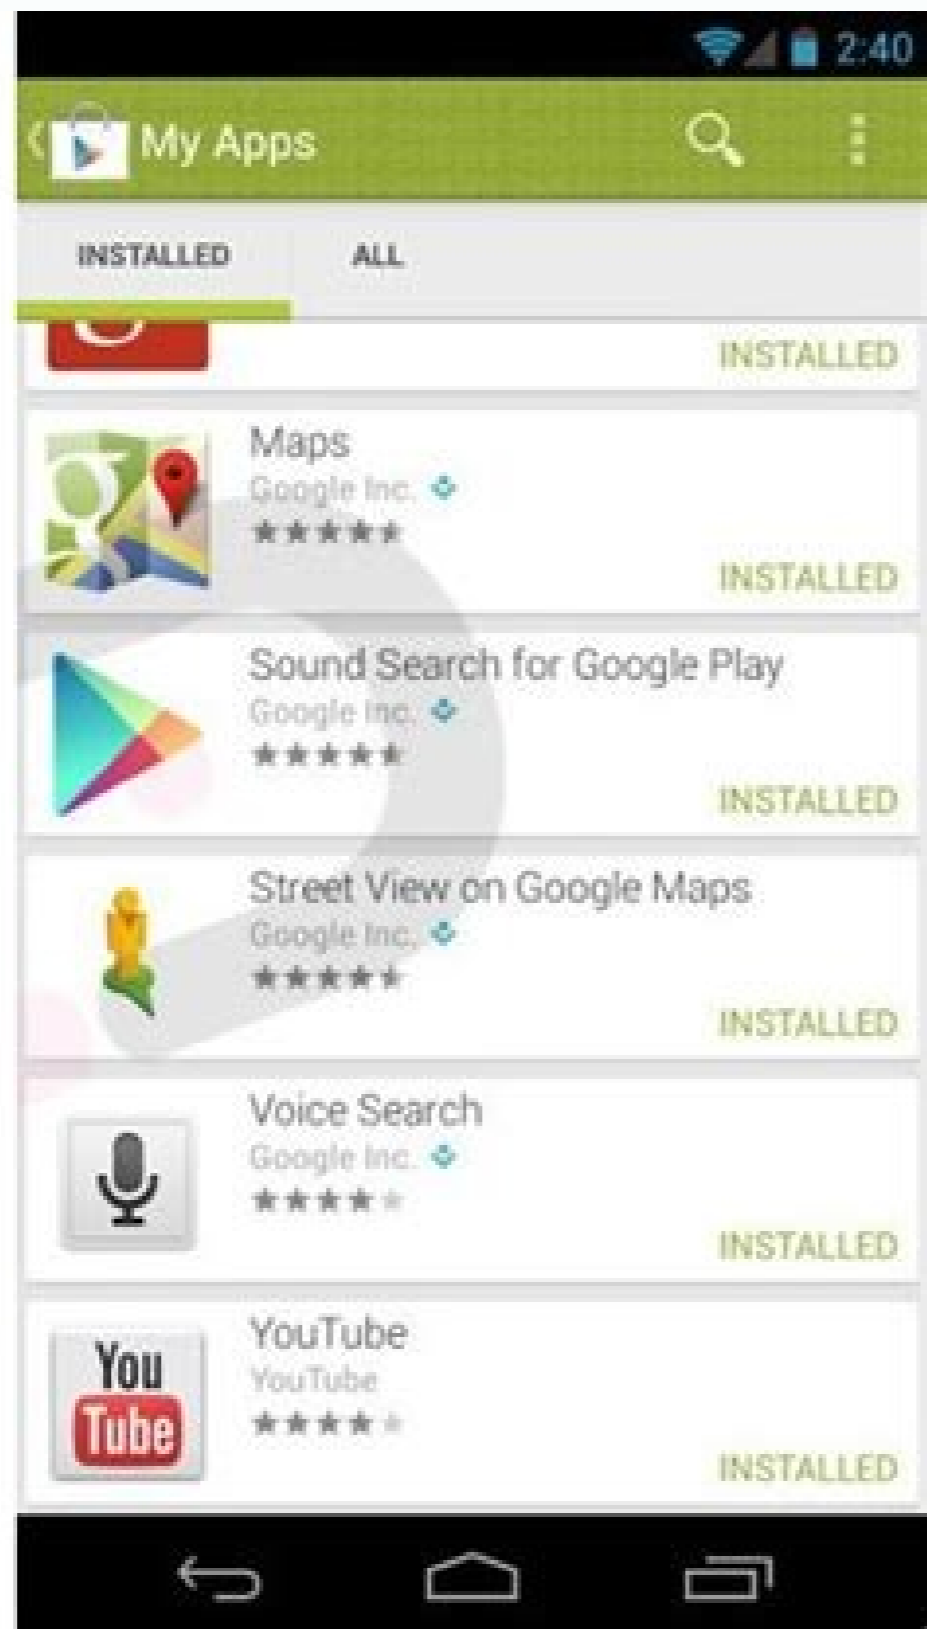 2:40
My Apps
INSTALLED ALL
INSTALLED
Maps
Google Inc.
INSTALLED
Sound Search for Google Play
Google Inc.
INSTALLED
Street View on Google Maps
Google Inc.
INSTALLED
Voice Search
Google Inc.
INSTALLED
You
Tube
YouTube
YouTube
INSTALLED